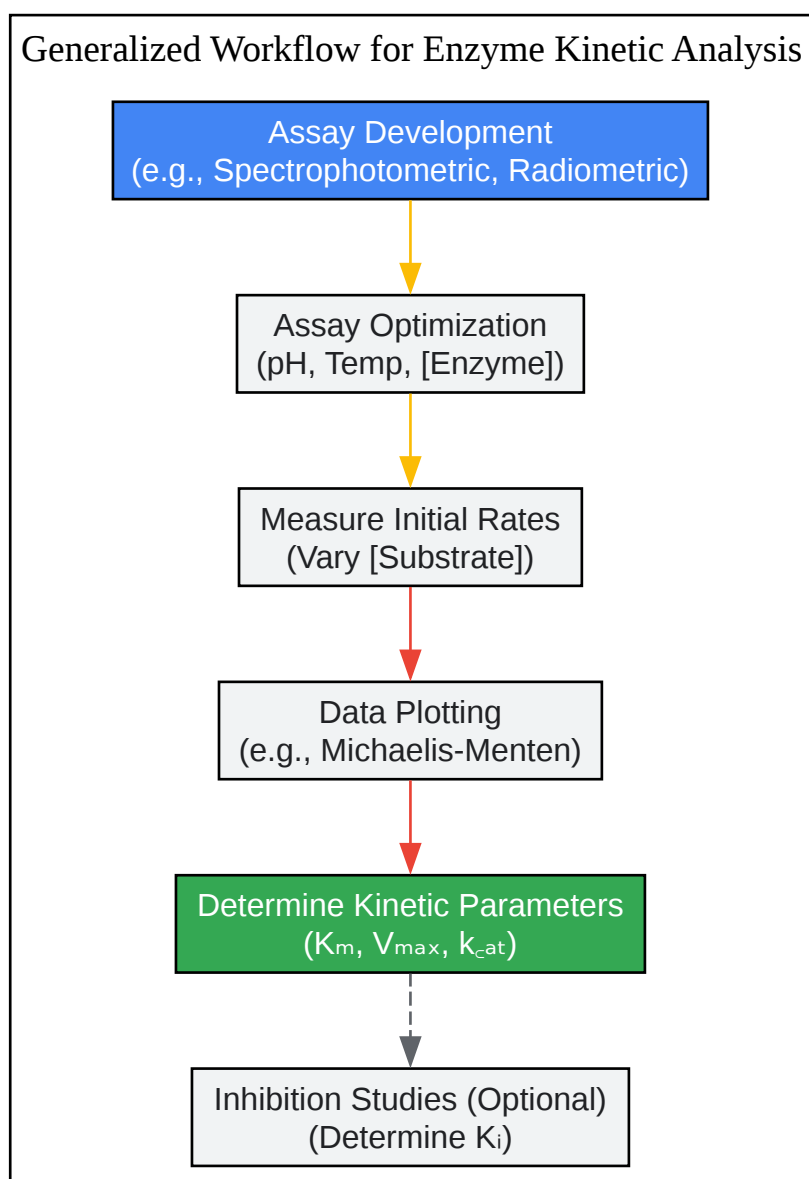 Generalized Workflow for Enzyme Kinetic Analysis
Assay Development
(e.g., Spectrophotometric, Radiometric)
Assay Optimization
(pH, Temp, [Enzyme])
Measure Initial Rates
(Vary [Substrate])
Data Plotting
(e.g., Michaelis-Menten)
Determine Kinetic Parameters
(Kₘ, Vₘₐₓ, k꜀ₐₜ)
Inhibition Studies (Optional)
(Determine Kᵢ)